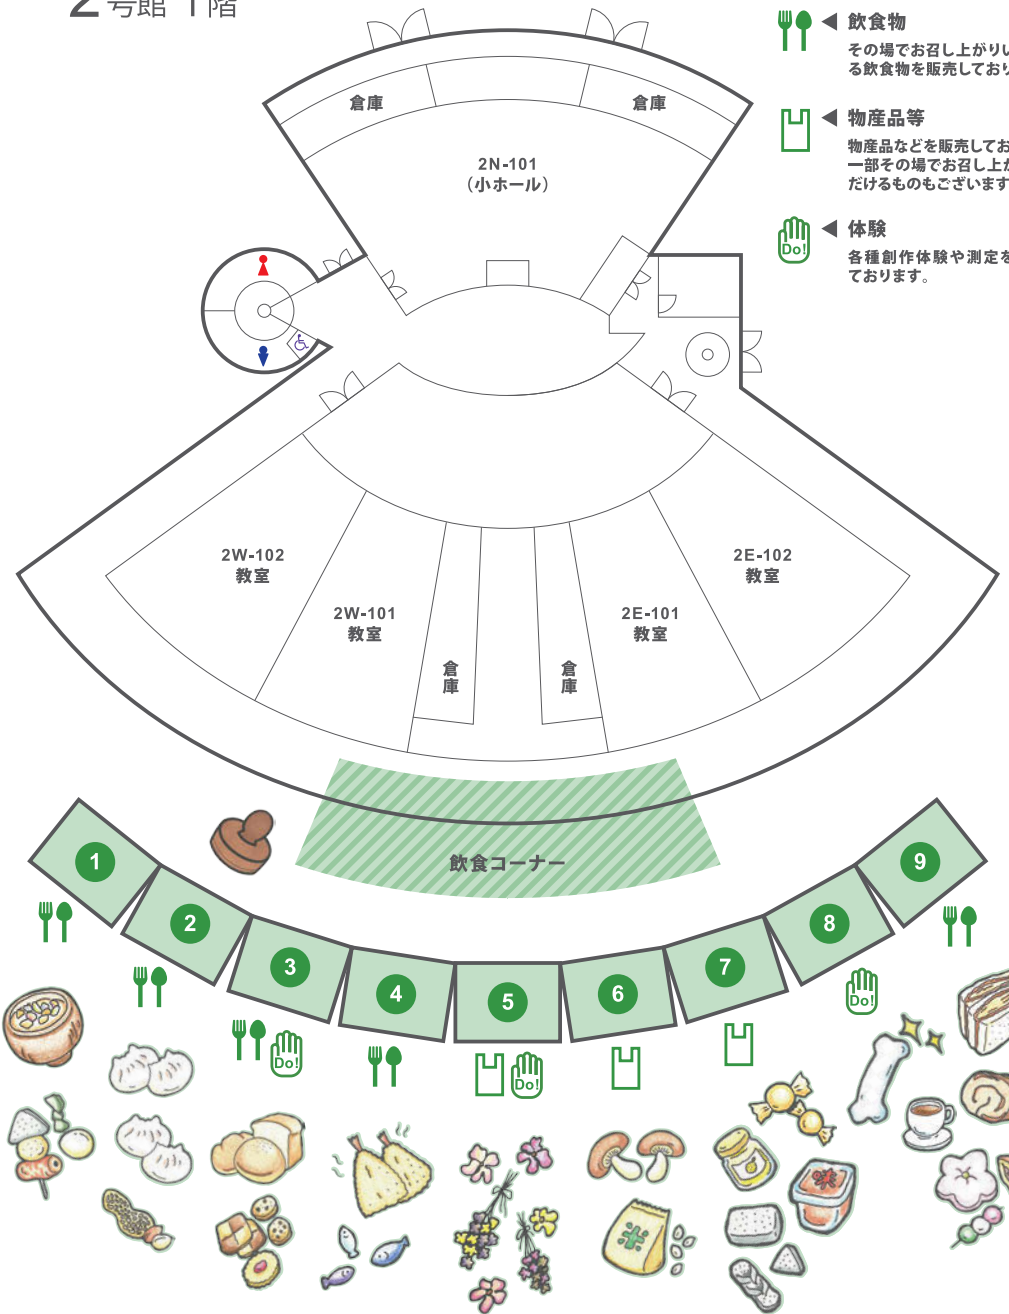 2号館 1階
飲食物
その場でお召し上がりい
る飲食物を販売しており
物産品等
物産品などを販売してお
一部その場でお召し上が
だけるものもございます
Do!
体験
各種創作体験や測定を
ております。
倉庫
倉庫
2N-101
（小ホール）
2W-102
教室
2E-102
教室
2W-101
教室
2E-101
教室
倉庫
倉庫
飲食コーナー
1
2
3
4
5
6
7
8
9
Do!
Do!
Do!
米